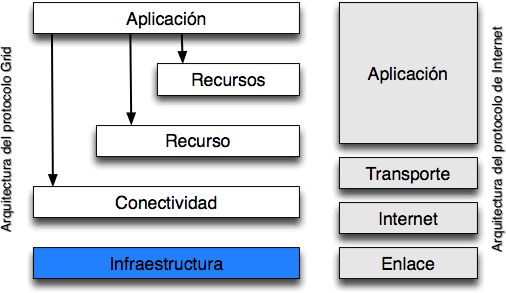 Arquitectura del protocolo Grid
Aplicación
Recursos
Recurso
Conectividad
Infraestructura
Aplicación
Transporte
Internet
Enlace
Arquitectura del protocolo de Internet